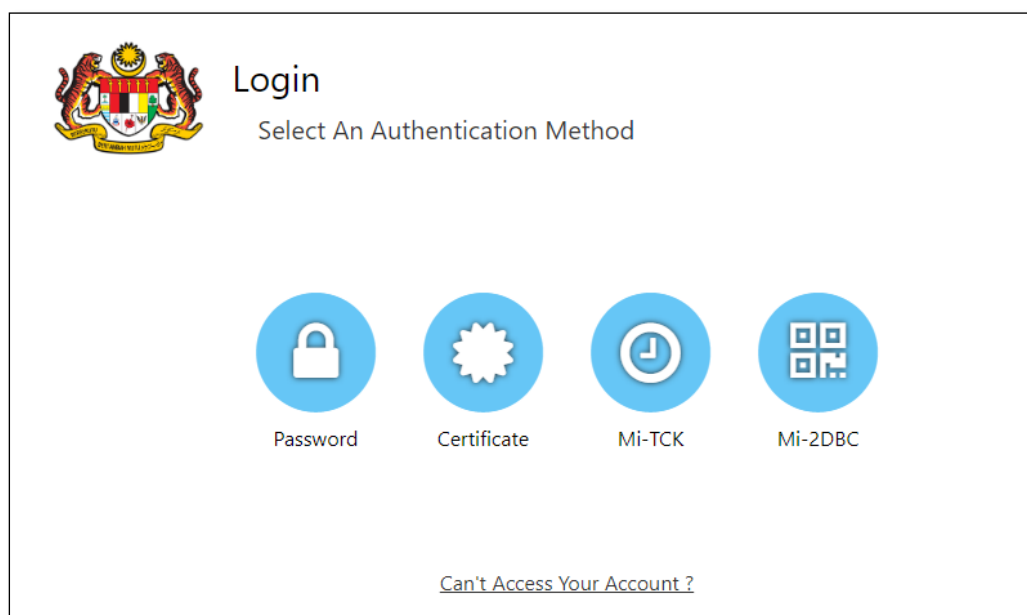 Login
Select An Authentication Method
Password
Certificate
Mi-TCK
Mi-2DBC
Can't Access Your Account ?